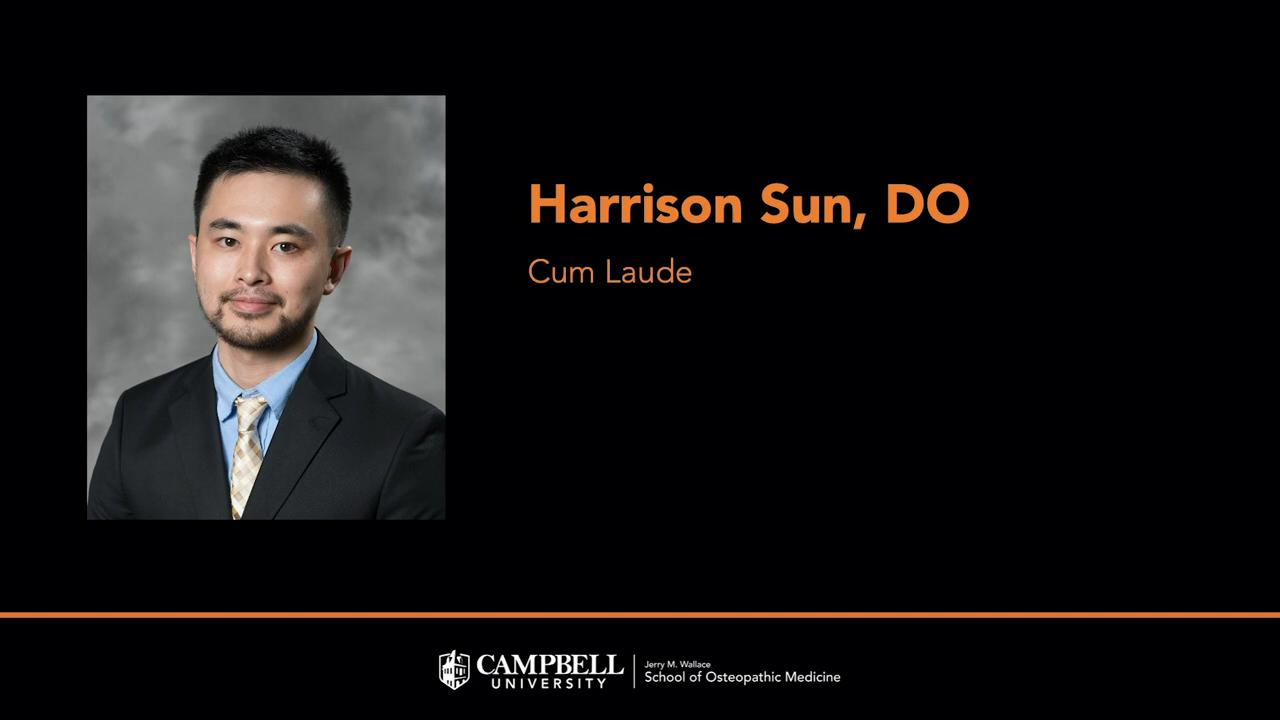 Harrison Sun, DO
Cum Laude
CAMPBELL
UNIVERSITY
Jerry M. Wallace
School of Osteopathic Medicine